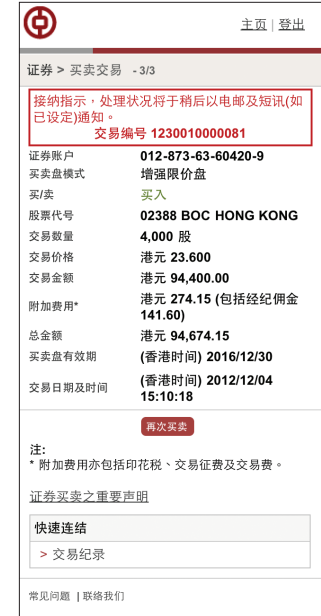 主页 | 登出
证券 > 买卖交易 - 3/3
接纳指示，处理状况将于稍后以电邮及短讯(如
已设定)通知。
交易编号 1230010000081
证券账户 012-873-63-60420-9
买卖盘模式 增强限价盘
买/卖 买入
股票代号 02388 BOC HONG KONG
交易数量 4,000 股
交易价格 港元 23.600
交易金额 港元 94,400.00
附加费用* 港元 274.15 (包括经纪佣金
141.60)
总金额 港元 94,674.15
买卖盘有效期 (香港时间) 2016/12/30
交易日期及时间 (香港时间) 2012/12/04
15:10:18
再次买卖
注:
* 附加费用亦包括印花税、交易征费及交易费。
证券买卖之重要声明
快速连结
> 交易纪录
常见问题 | 联络我们